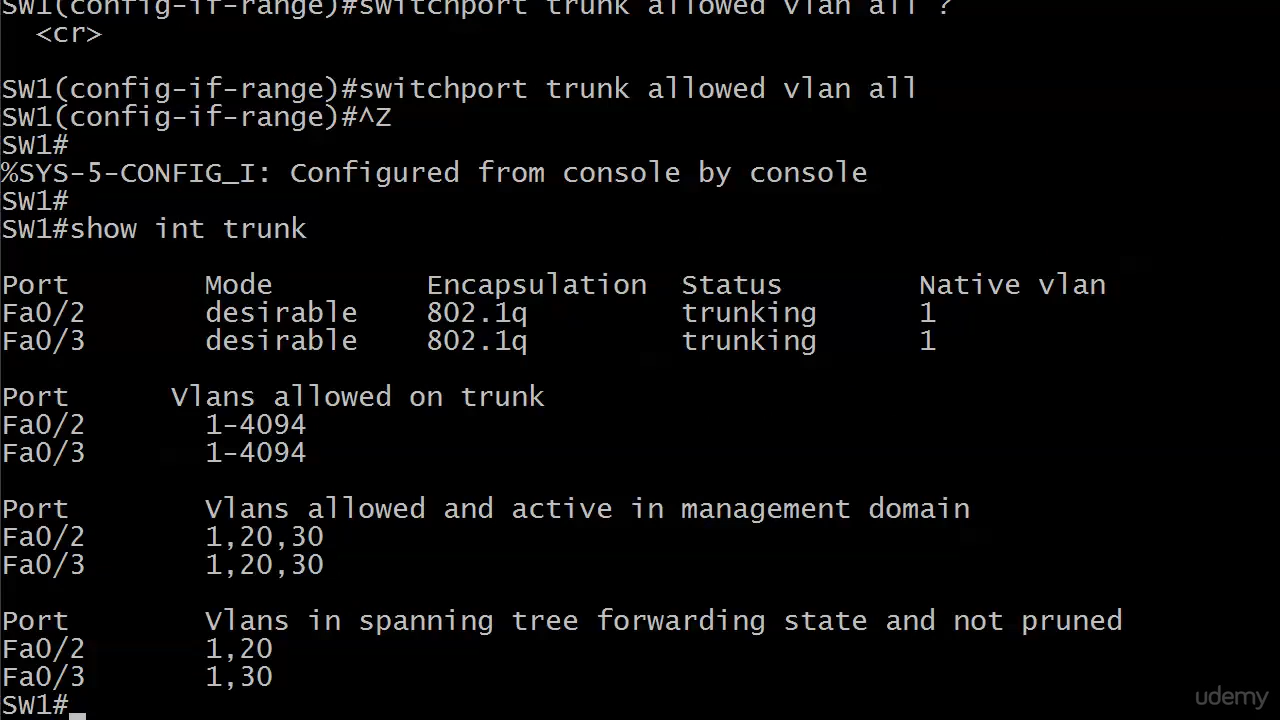 SW1(config-if-range)#switchport trunk allowed vlan all ?
<cr>
SW1(config-if-range)#switchport trunk allowed vlan all
SW1(config-if-range)#^Z
SW1#
%SYS-5-CONFIG_I: Configured from console by console
SW1#
SW1#show int trunk
Port Mode Encapsulation Status Native vlan
Fa0/2 desirable 802.1q trunking 1
Fa0/3 desirable 802.1q trunking 1
Port Vlans allowed on trunk
Fa0/2 1-4094
Fa0/3 1-4094
Port Vlans allowed and active in management domain
Fa0/2 1,20,30
Fa0/3 1,20,30
Port Vlans in spanning tree forwarding state and not pruned
Fa0/2 1,20
Fa0/3 1,30
SW1#
udemy